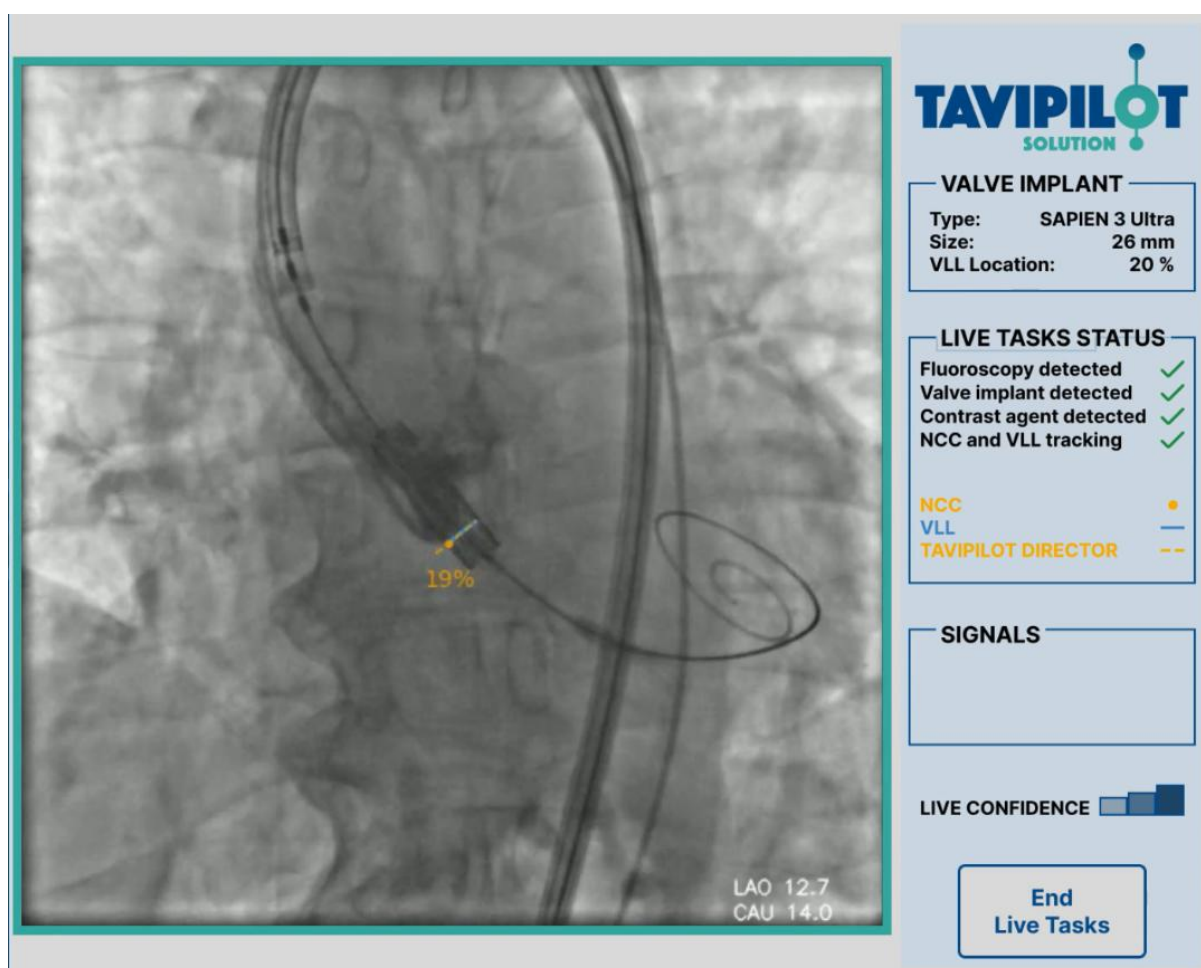 TAVIPILOT
SOLUTION
VALVE IMPLANT
Type: SAPIEN 3 Ultra
Size: 26 mm
VLL Location: 20 %
LIVE TASKS STATUS
Fluoroscopy detected
Valve implant detected
Contrast agent detected
NCC and VLL tracking
NCC
VLL
TAVIPILOT DIRECTOR
SIGNALS
LIVE CONFIDENCE
End
Live Tasks
19%
LAO 12.7
CAU 14.0